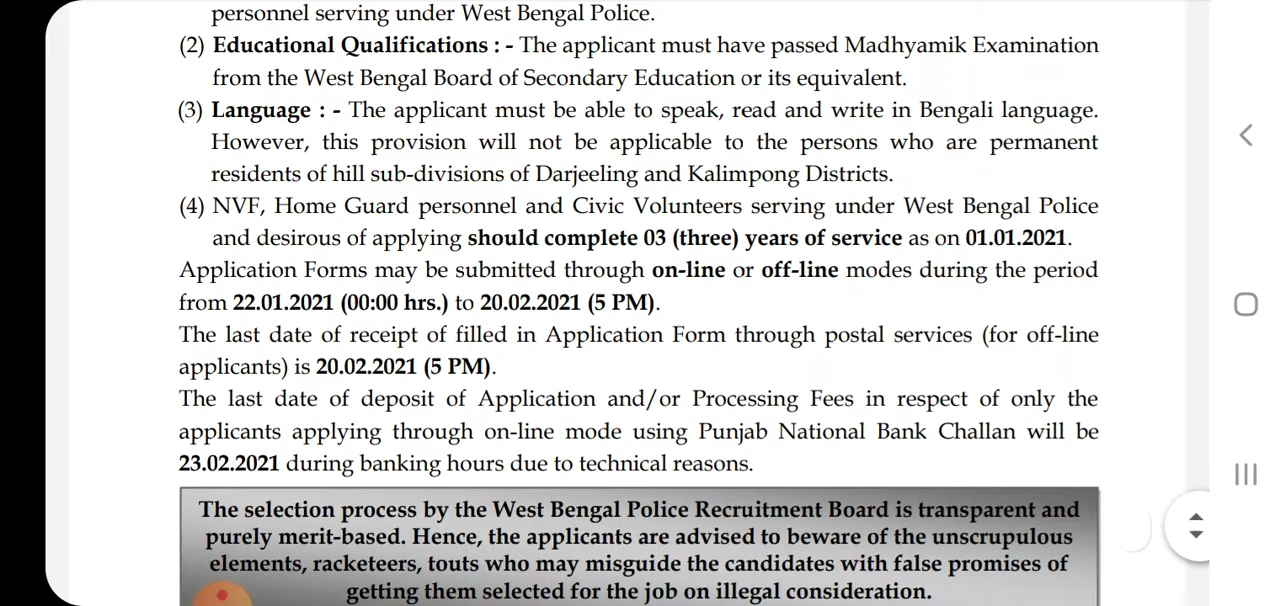 personnel serving under West Bengal Police.
(2) Educational Qualifications : - The applicant must have passed Madhyamik Examination
from the West Bengal Board of Secondary Education or its equivalent.
(3) Language : - The applicant must be able to speak, read and write in Bengali language.
However, this provision will not be applicable to the persons who are permanent
residents of hill sub-divisions of Darjeeling and Kalimpong Districts.
(4) NVF, Home Guard personnel and Civic Volunteers serving under West Bengal Police
and desirous of applying should complete 03 (three) years of service as on 01.01.2021.
Application Forms may be submitted through on-line or off-line modes during the period
from 22.01.2021 (00:00 hrs.) to 20.02.2021 (5 PM).
The last date of receipt of filled in Application Form through postal services (for off-line
applicants) is 20.02.2021 (5 PM).
The last date of deposit of Application and/or Processing Fees in respect of only the
applicants applying through on-line mode using Punjab National Bank Challan will be
23.02.2021 during banking hours due to technical reasons.
The selection process by the West Bengal Police Recruitment Board is transparent and
purely merit-based. Hence, the applicants are advised to beware of the unscrupulous
elements, racketeers, touts who may misguide the candidates with false promises of
getting them selected for the job on illegal consideration.